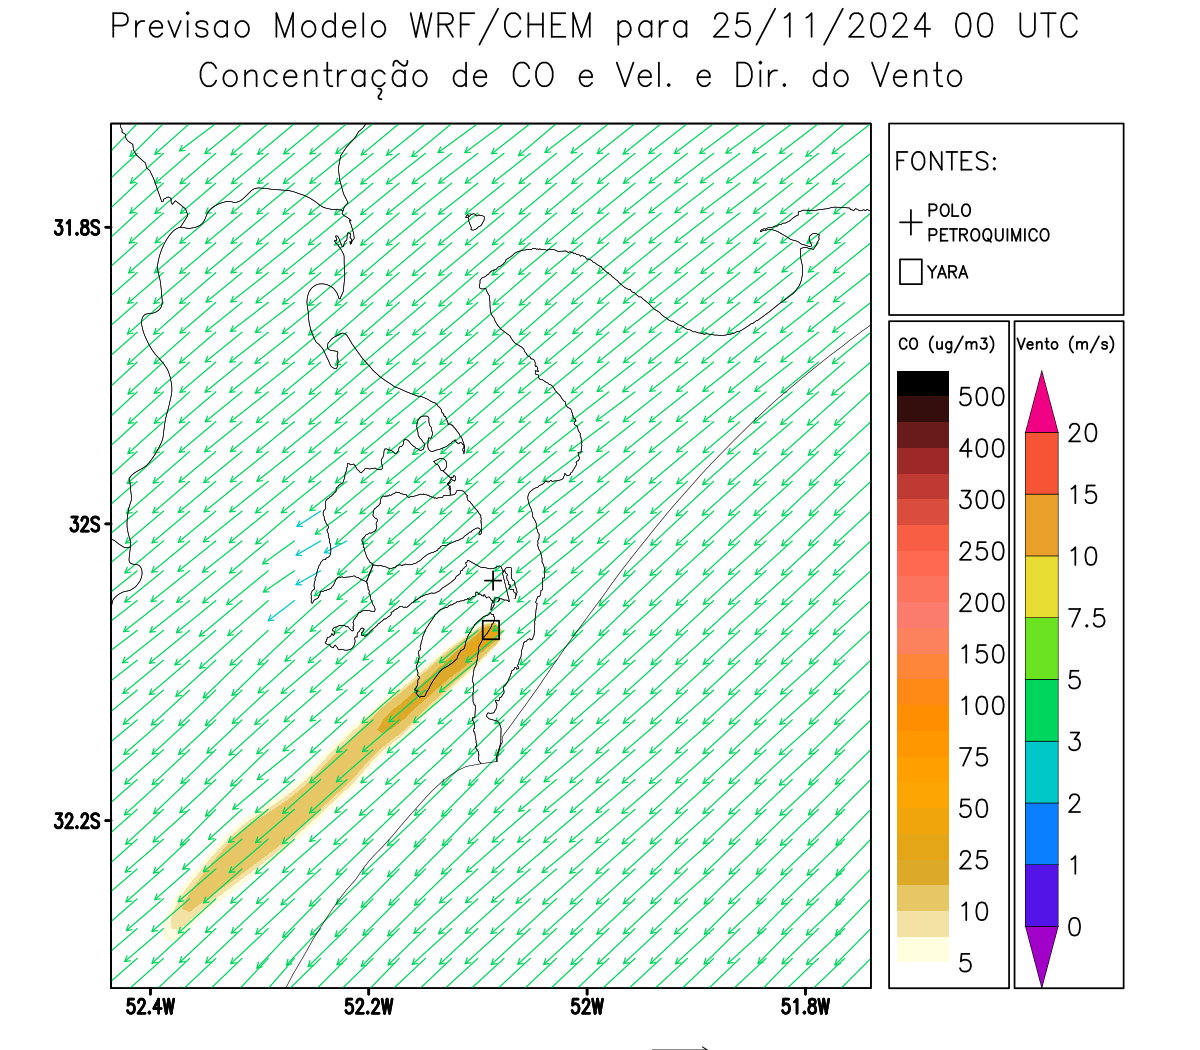 Previsao Modelo WRF/CHEM para 25/11/2024 00 UTC
Concentração de CO e Vel. e Dir. do Vento
FONTES:
POLO
PETROQUIMICO
YARA
CO (ug/m3)
500
400
300
250
200
150
100
75
50
25
10
5
Vento (m/s)
20
15
10
7.5
5
3
2
1
0
31.8S
32S
32.2S
52.4W
52.2W
52W
51.8W